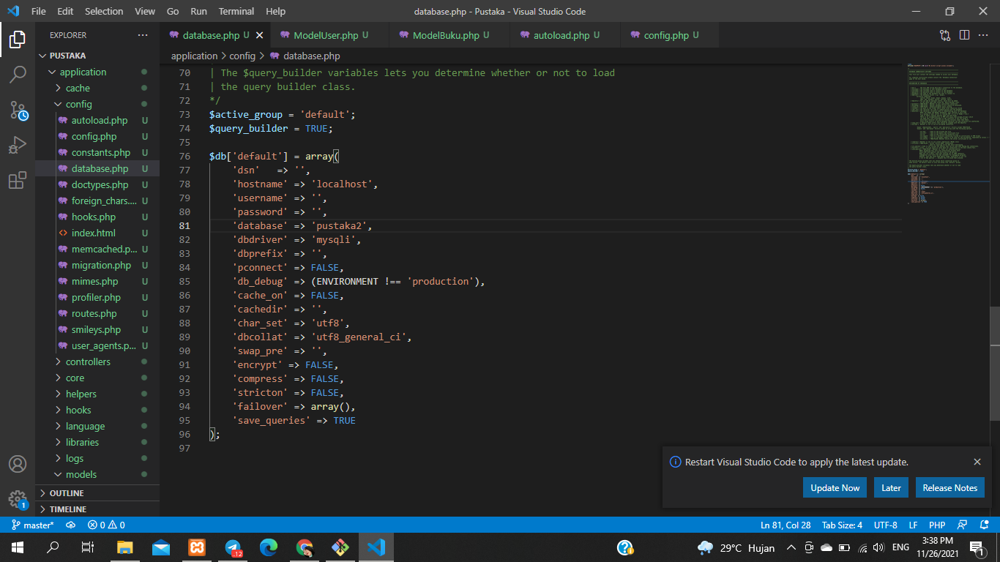 File Edit Selection View Go Run Terminal Help
database.php - Pustaka - Visual Studio Code
EXPLORER
PUSTAKA
application
cache
config
autoload.php U
config.php U
constants.php U
database.php U
doctypes.php U
foreign_chars.... U
hooks.php U
index.html U
memcached.p... U
migration.php U
mimes.php U
profiler.php U
routes.php U
smileys.php U
user_agents.p... U
controllers
core
helpers
hooks
language
libraries
logs
models
OUTLINE
TIMELINE
database.php U
ModelUser.php U
ModelBuku.php U
autoload.php U
config.php U
application > config > database.php
70 | The $query_builder variables lets you determine whether or not to load
71 | the query builder class.
72 */
73 $active_group = 'default';
74 $query_builder = TRUE;
75
76 $db['default'] = array(
77 'dsn' => '',
78 'hostname' => 'localhost',
79 'username' => '',
80 'password' => '',
81 'database' => 'pustaka2',
82 'dbdriver' => 'mysqli',
83 'dbprefix' => '',
84 'pconnect' => FALSE,
85 'db_debug' => (ENVIRONMENT !== 'production'),
86 'cache_on' => FALSE,
87 'cachedir' => '',
88 'char_set' => 'utf8',
89 'dbcollat' => 'utf8_general_ci',
90 'swap_pre' => '',
91 'encrypt' => FALSE,
92 'compress' => FALSE,
93 'stricton' => FALSE,
94 'failover' => array(),
95 'save_queries' => TRUE
96 );
97
Restart Visual Studio Code to apply the latest update.
Update Now
Later
Release Notes
1
master*
0 0
Ln 81, Col 28
Tab Size: 4
UTF-8
LF
PHP
..12
29°C Hujan
ENG
3:38 PM
11/26/2021
1